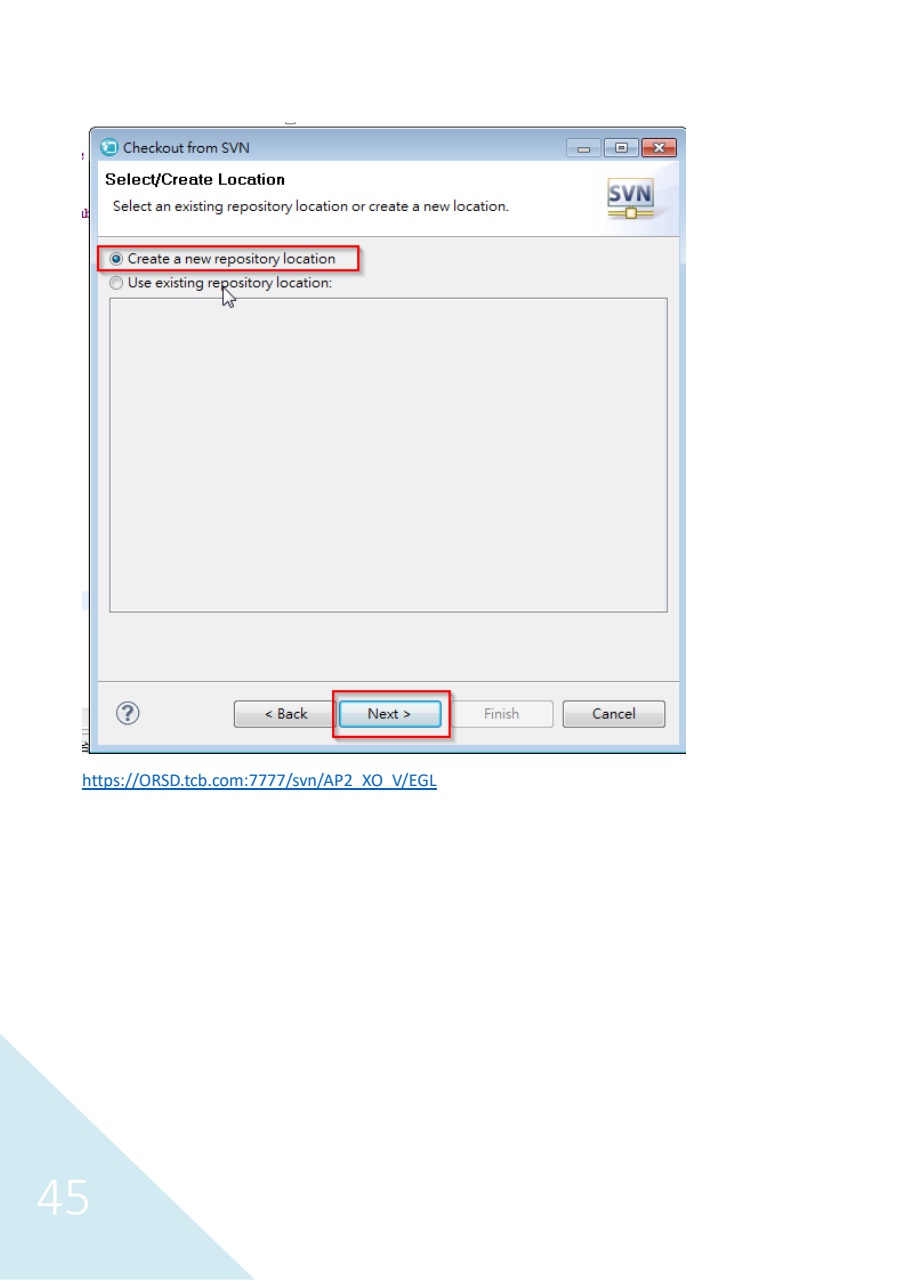 Checkout from SVN
Select/Create Location
Select an existing repository location or create a new location.
SVN
Create a new repository location
Use existing repository location:
?
< Back
Next >
Finish
Cancel
https://ORSD.tcb.com:7777/svn/AP2_XO_V/EGL
45